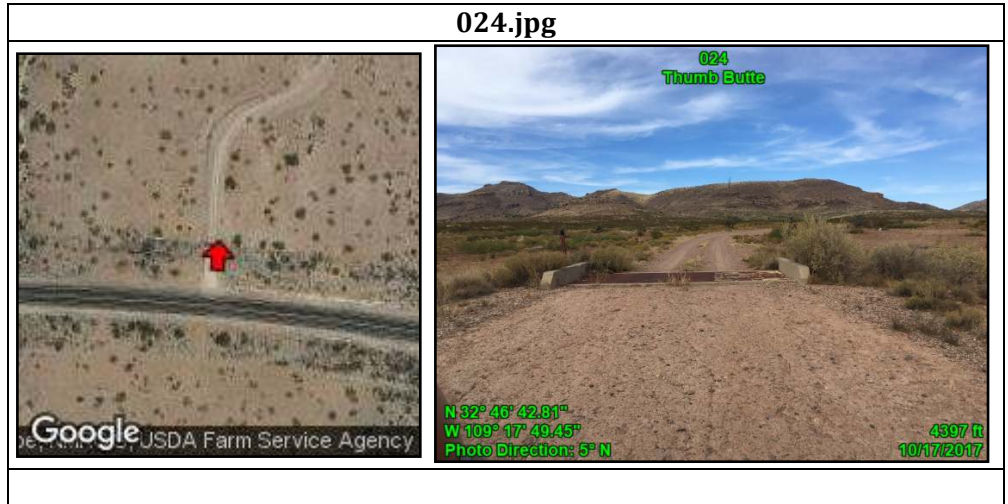 024.jpg
024
Thumb Butte
Google
USDA Farm Service Agency
N 32° 46' 42.81"
W 109° 17' 49.45"
4397 ft
Photo Direction: 5° N
10/17/2017